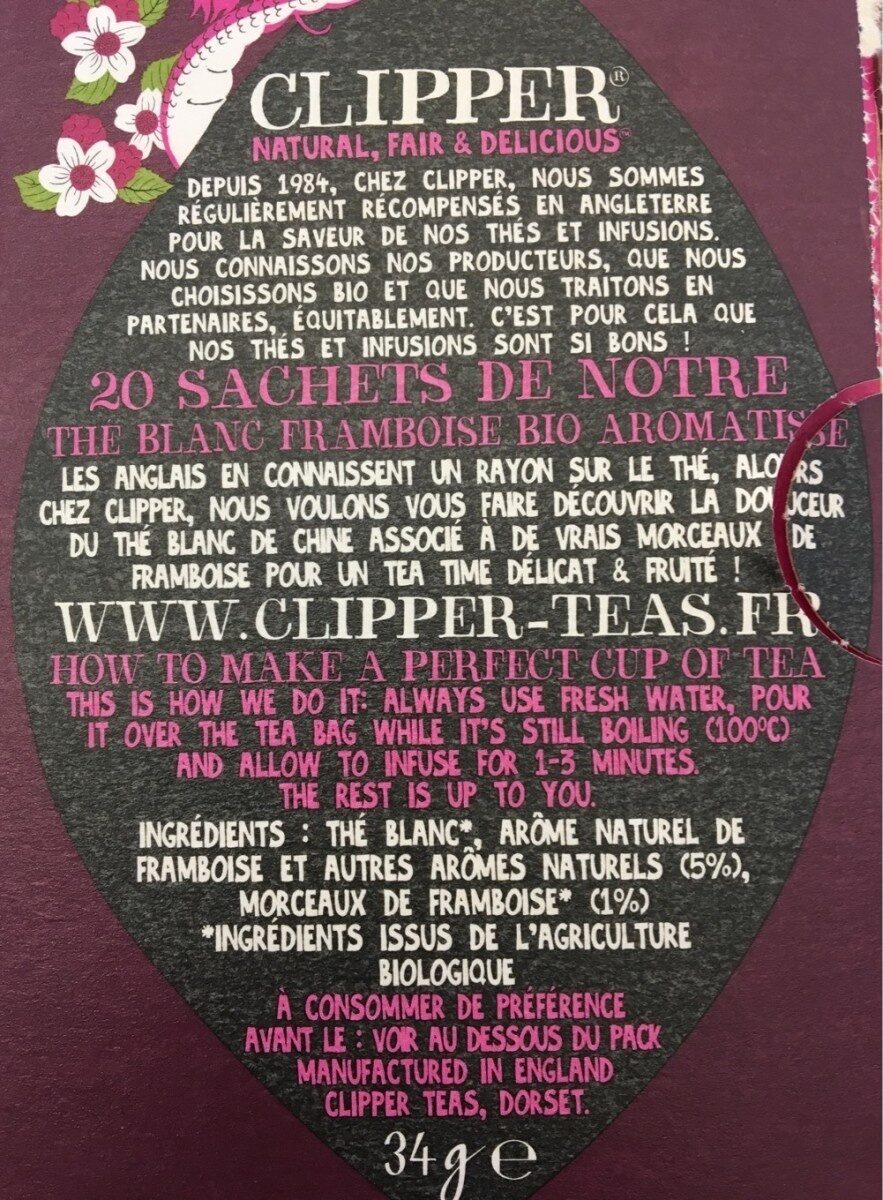 CLIPPER®
NATURAL, FAIR & DELICIOUS™
DEPUIS 1984, CHEZ CLIPPER, NOUS SOMMES
RÉGULIÈREMENT RÉCOMPENSÉS EN ANGLETERRE
POUR LA SAVEUR DE NOS THÉS ET INFUSIONS.
NOUS CONNAISSONS NOS PRODUCTEURS, QUE NOUS
CHOISISSONS BIO ET QUE NOUS TRAITONS EN
PARTENAIRES, ÉQUITABLEMENT. C'EST POUR CELA QUE
NOS THÉS ET INFUSIONS SONT SI BONS !
20 SACHETS DE NOTRE
THE BLANC FRAMBOISE BIO AROMATISE
LES ANGLAIS EN CONNAISSENT UN RAYON SUR LE THÉ, ALORS
CHEZ CLIPPER, NOUS VOULONS VOUS FAIRE DÉCOUVRIR LA DOUCEUR
DU THÉ BLANC DE CHINE ASSOCIÉ À DE VRAIS MORCEAUX DE
FRAMBOISE POUR UN TEA TIME DÉLICAT & FRUITÉ !
WWW.CLIPPER-TEAS.FR
HOW TO MAKE A PERFECT CUP OF TEA
THIS IS HOW WE DO IT: ALWAYS USE FRESH WATER, POUR
IT OVER THE TEA BAG WHILE IT'S STILL BOILING (100ºC)
AND ALLOW TO INFUSE FOR 1-3 MINUTES.
THE REST IS UP TO YOU.
INGRÉDIENTS : THÉ BLANC*, ARÔME NATUREL DE
FRAMBOISE ET AUTRES ARÔMES NATURELS (5%),
MORCEAUX DE FRAMBOISE* (1%)
*INGRÉDIENTS ISSUS DE L'AGRICULTURE
BIOLOGIQUE
À CONSOMMER DE PRÉFÉRENCE
AVANT LE : VOIR AU DESSOUS DU PACK
MANUFACTURED IN ENGLAND
CLIPPER TEAS, DORSET.
34g ℮